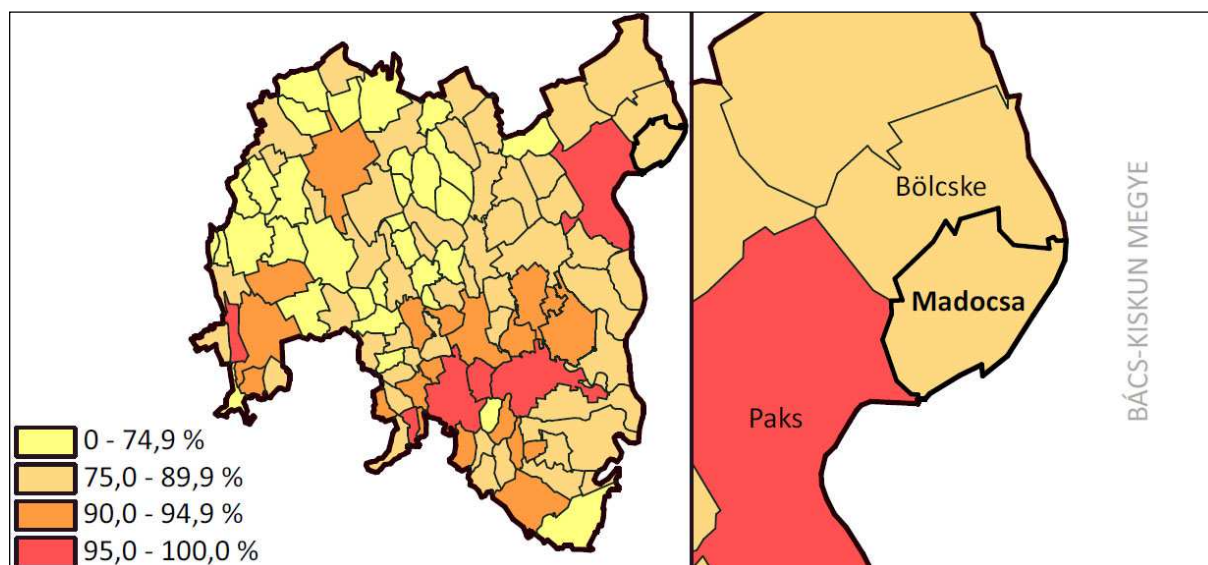 0 - 74,9 %
75,0 - 89,9 %
90,0 - 94,9 %
95,0 - 100,0 %
Bölcske
Madocsa
Paks
BÁCS-KISKUN MEGYE